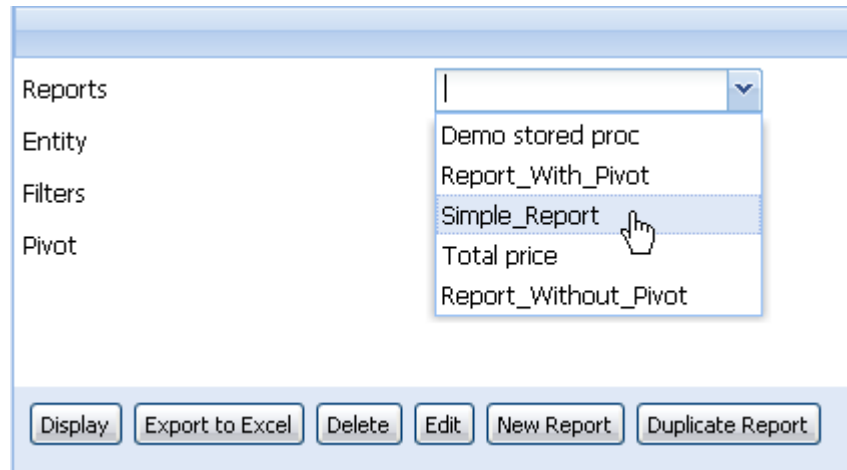 Reports
Entity
Filters
Pivot
Demo stored proc
Report_With_Pivot
Simple_Report
Total price
Report_Without_Pivot
Display Export to Excel Delete Edit New Report Duplicate Report